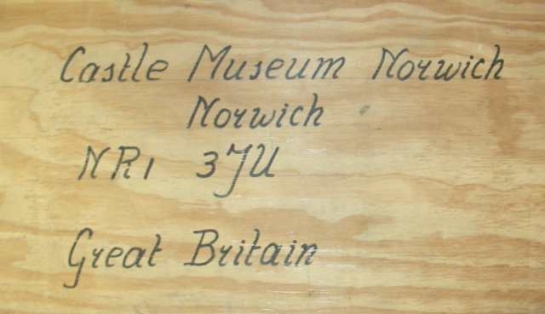 Castle Museum Norwich
Norwich
NR1 3JU
Great Britain